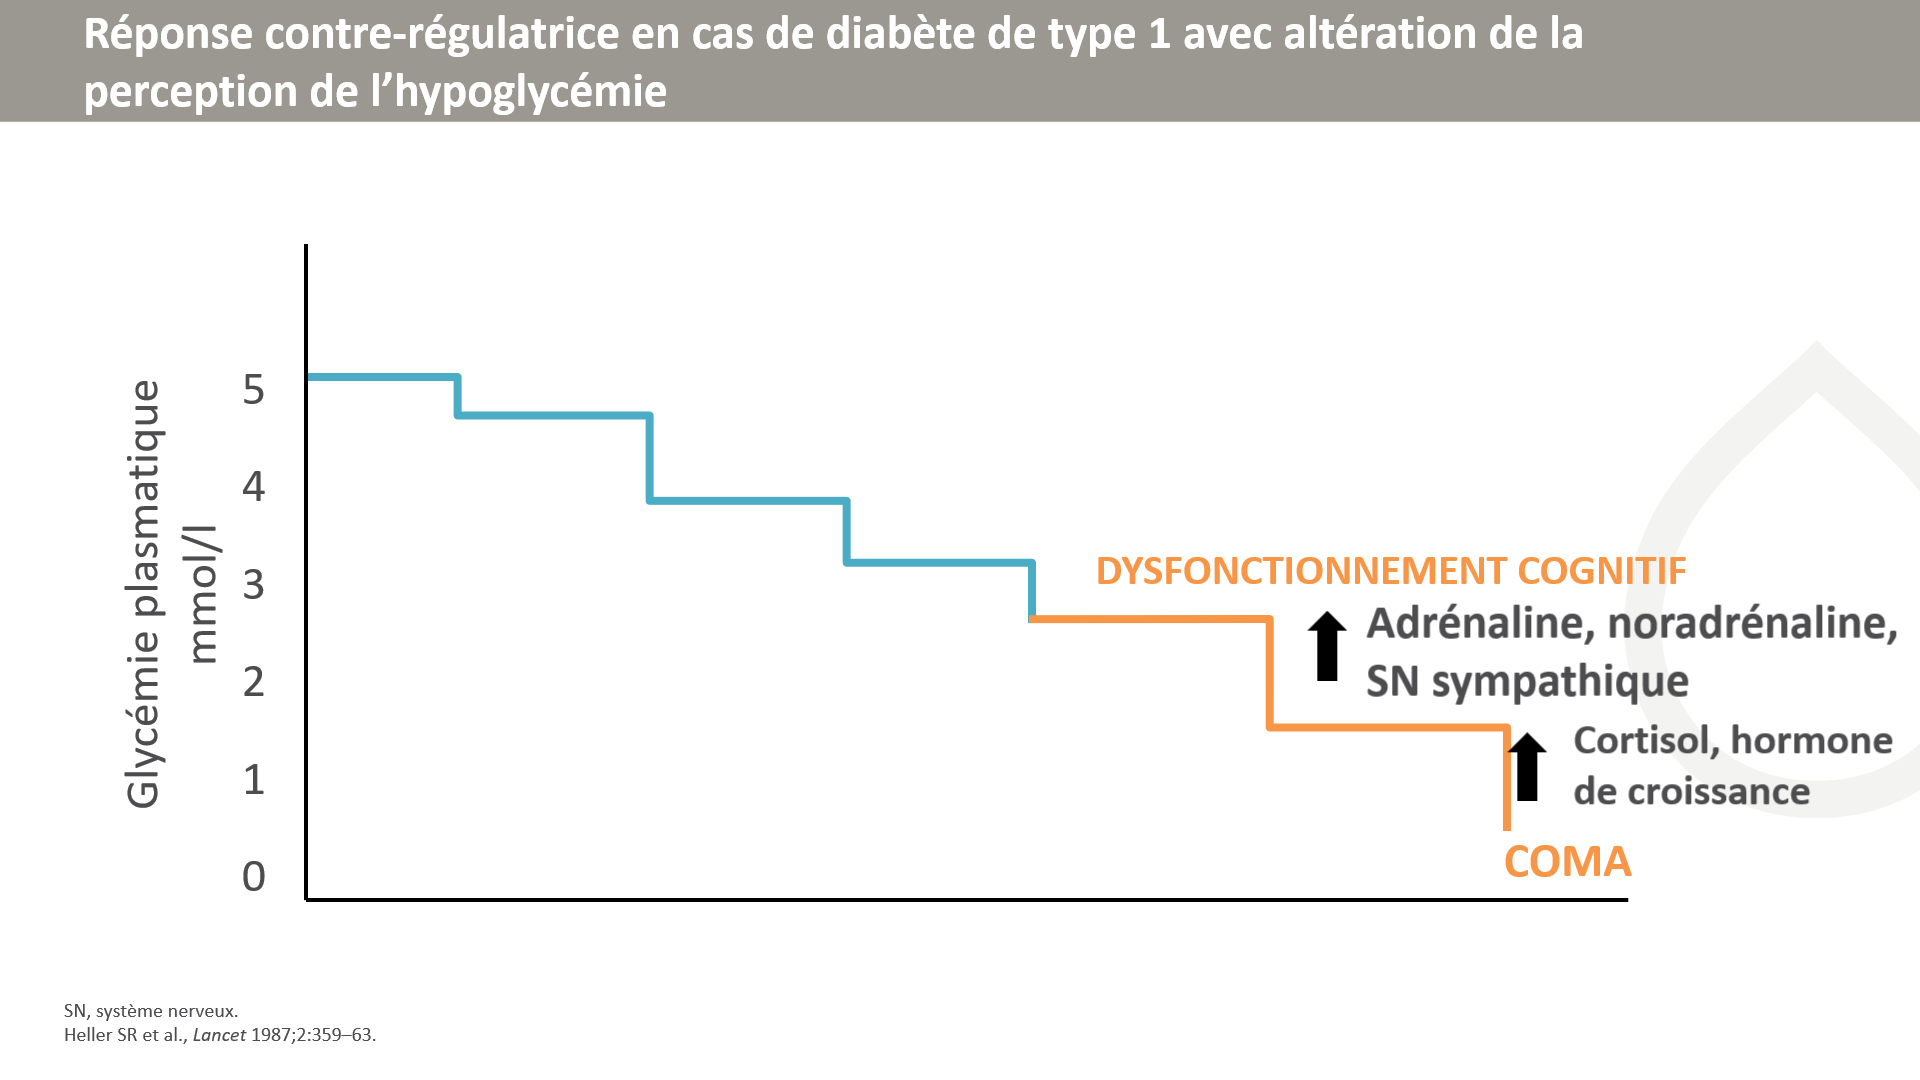 Réponse contre-régulatrice en cas de diabète de type 1 avec altération de la
perception de l’hypoglycémie
Glycémie plasmatique
mmol/l
5
4
3
2
1
0
DYSFONCTIONNEMENT COGNITIF
Adrénaline, noradrénaline,
SN sympathique
Cortisol, hormone
de croissance
COMA
SN, système nerveux.
Heller SR et al., Lancet 1987;2:359–63.